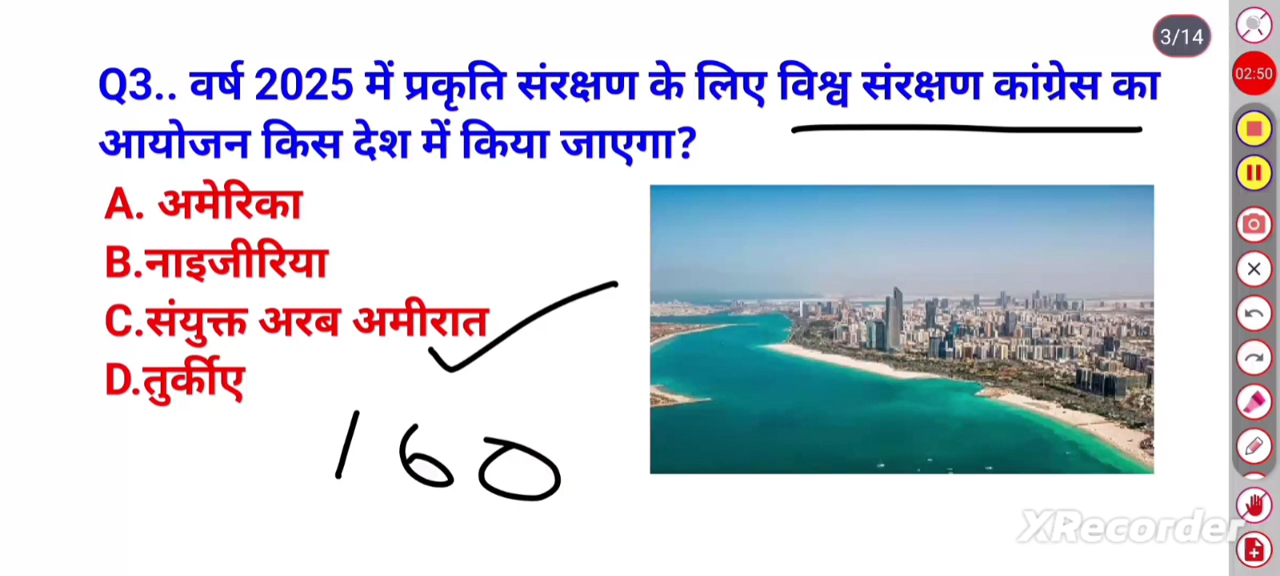 3/14
Q3.. वर्ष 2025 में प्रकृति संरक्षण के लिए विश्व संरक्षण कांग्रेस का
02:50
आयोजन किस देश में किया जाएगा?
A. अमेरिका
B.नाइजीरिया
C.संयुक्त अरब अमीरात
D.तुर्कीए
160
XRecorder